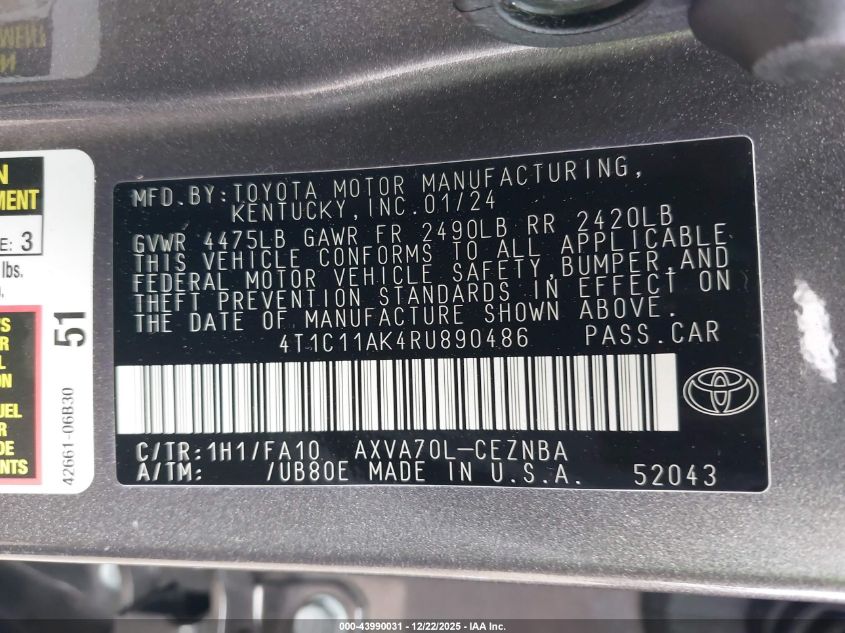 MFD.BY:TOYOTA MOTOR MANUFACTURING,
KENTUCKY,INC.01/24
GVWR 4475LB GAWR FR 2490LB RR 2420LB
THIS VEHICLE CONFORMS TO ALL APPLICABLE
FEDERAL MOTOR VEHICLE SAFETY,BUMPER,AND
THEFT PREVENTION STANDARDS IN EFFECT ON
THE DATE OF MANUFACTURE SHOWN ABOVE.
4T1C11AK4RU890486 PASS.CAR
C/TR:1H1/FA10 AXVA70L-CEZNBA
A/TM: /UB80E MADE IN U.S.A. 52043
E: 3
lbs.
51
42661-06B30
000-43990031 - 12/22/2025 - IAA Inc.